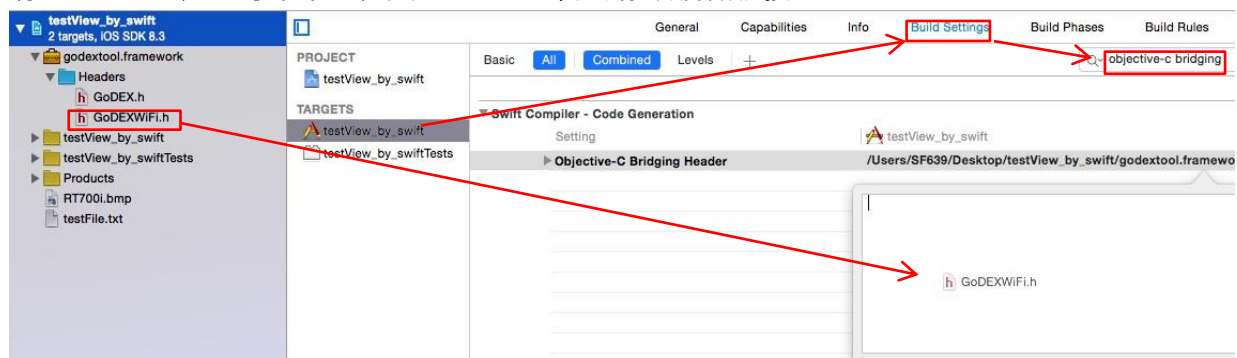 testView_by_swift
2 targets, iOS SDK 8.3
godextool.framework
Headers
GoDEX.h
GoDEXWiFi.h
testView_by_swift
testView_by_swiftTests
Products
RT700i.bmp
testFile.txt
PROJECT
testView_by_swift
TARGETS
testView_by_swift
testView_by_swiftTests
General Capabilities Info Build Settings Build Phases Build Rules
Basic All Combined Levels + objective-c bridging
Swift Compiler - Code Generation
Setting testView_by_swift
Objective-C Bridging Header /Users/SF639/Desktop/testView_by_swift/godextool.framewo
GoDEXWiFi.h